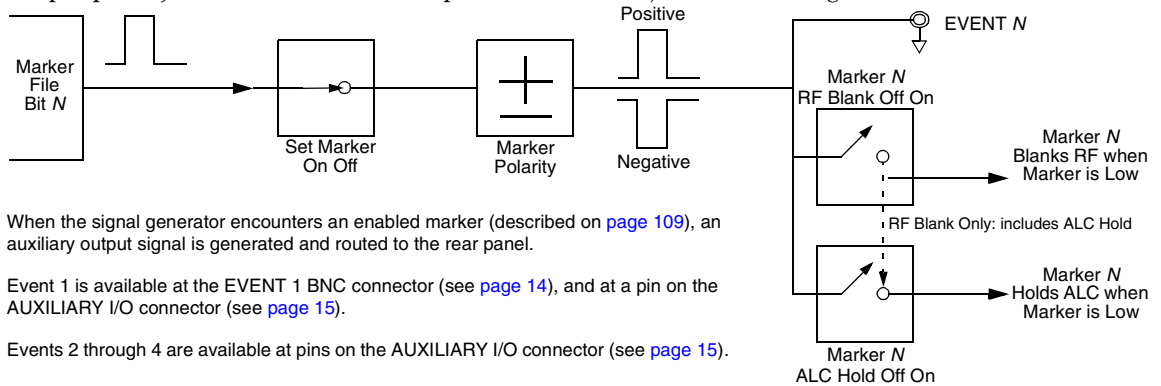 Positive
EVENT N
Marker
File
Bit N
Set Marker
On Off
Marker
Polarity
Negative
Marker N
RF Blank Off On
Marker N
Blanks RF when
Marker is Low
RF Blank Only: includes ALC Hold
Marker N
Holds ALC when
Marker is Low
Marker N
ALC Hold Off On
When the signal generator encounters an enabled marker (described on page 109), an
auxiliary output signal is generated and routed to the rear panel.
Event 1 is available at the EVENT 1 BNC connector (see page 14), and at a pin on the
AUXILIARY I/O connector (see page 15).
Events 2 through 4 are available at pins on the AUXILIARY I/O connector (see page 15).